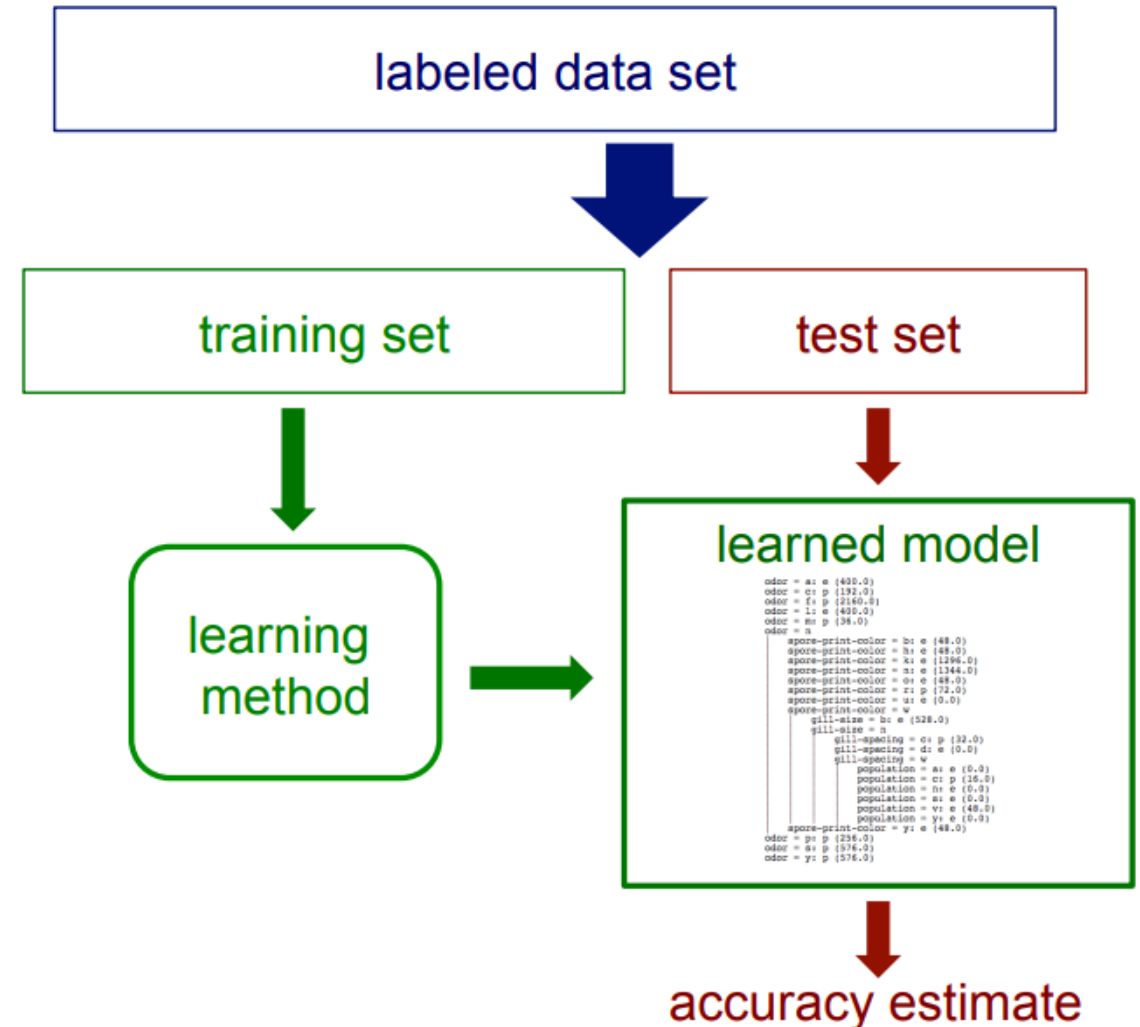 labeled data set
training set
test set
learning
method
learned model
odor = a: e (400.0)
odor = c: p (192.0)
odor = f: p (2160.0)
odor = l: e (400.0)
odor = m: p (36.0)
odor = n
spore-print-color = b: e (48.0)
spore-print-color = h: e (48.0)
spore-print-color = k: e (1296.0)
spore-print-color = n: e (1344.0)
spore-print-color = o: e (48.0)
spore-print-color = r: p (72.0)
spore-print-color = u: e (0.0)
spore-print-color = w
gill-size = b: e (528.0)
gill-size = n
gill-spacing = c: p (32.0)
gill-spacing = d: e (0.0)
gill-spacing = w
population = a: e (0.0)
population = c: p (16.0)
population = n: e (0.0)
population = s: e (0.0)
population = v: e (48.0)
population = y: e (0.0)
spore-print-color = y: e (48.0)
odor = p: p (256.0)
odor = s: p (576.0)
odor = y: p (576.0)
accuracy estimate